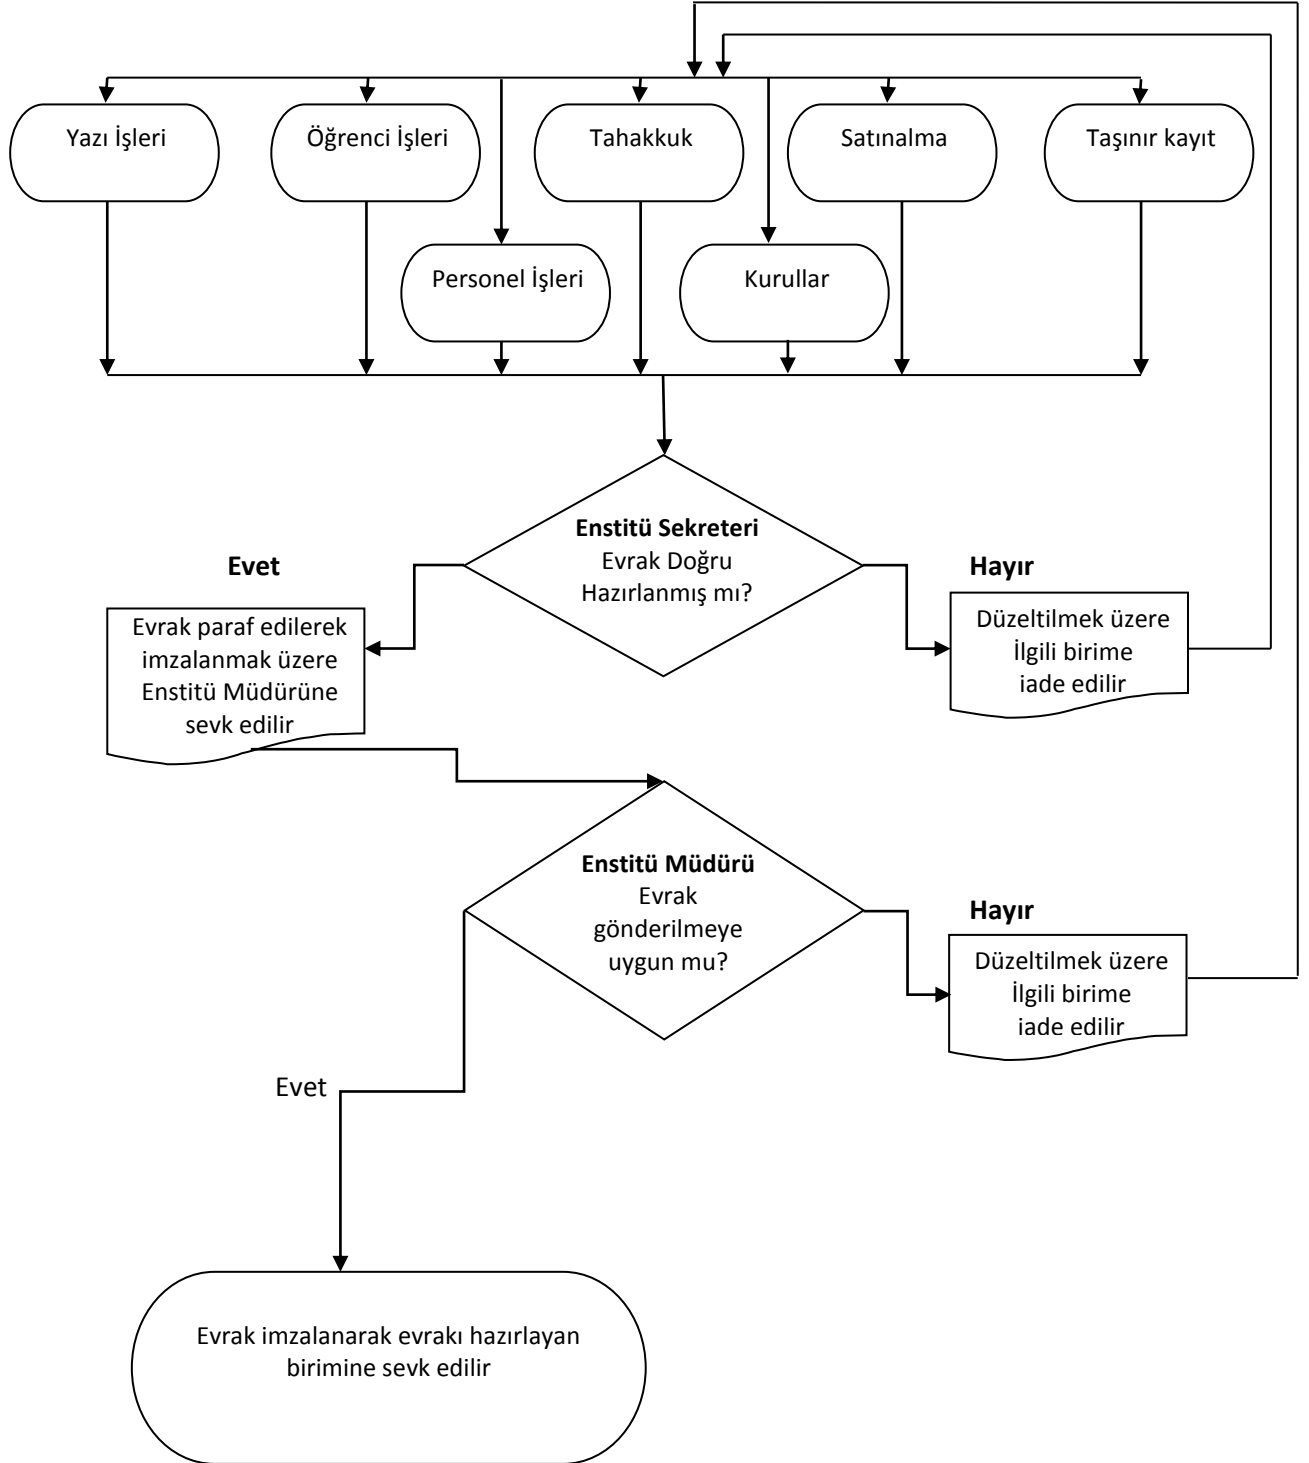 Yazı İşleri
Öğrenci İşleri
Tahakkuk
Satınalma
Taşınır kayıt
Personel İşleri
Kurullar
Enstitü Sekreteri
Evrak Doğru
Hazırlanmış mı?
Evet
Hayır
Evrak paraf edilerek
imzalanmak üzere
Enstitü Müdürüne
sevk edilir
Düzeltilmek üzere
İlgili birime
iade edilir
Enstitü Müdürü
Evrak
gönderilmeye
uygun mu?
Hayır
Düzeltilmek üzere
İlgili birime
iade edilir
Evet
Evrak imzalanarak evrakı hazırlayan
birimine sevk edilir